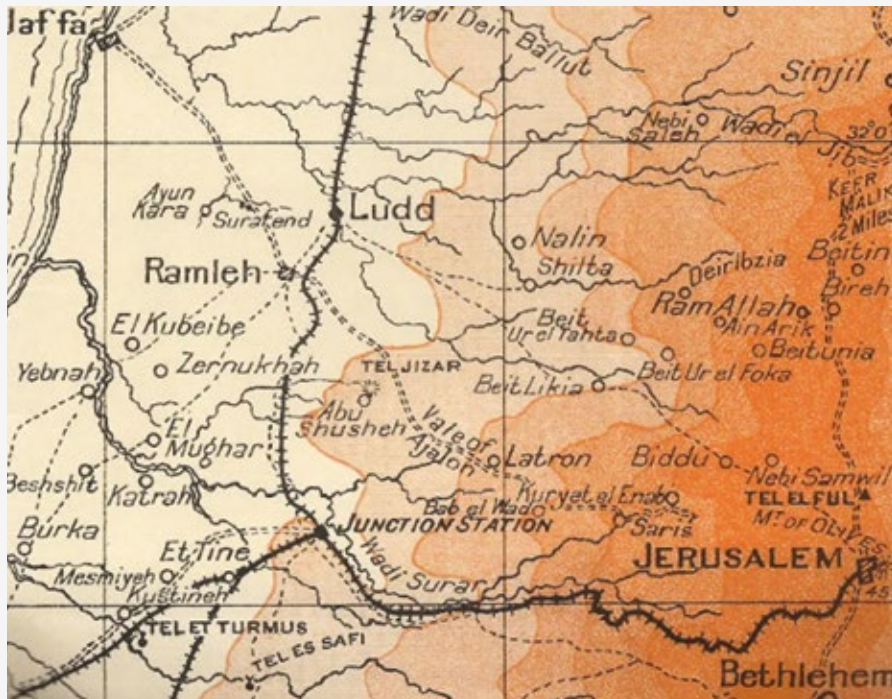 Jaffa
Wadi Deir Ballut
Sinjil
Nebi
Saleh
Wadi el
Jib
32°0
KEER
MALI
2 Mile
Ayun
Kara
Surafend
Ludd
Nalin
Shilta
Deir Ibzia
Beitin
Ramleh
Ram Allah
Bireh
Ain Arik
El Kubeibe
Beit
Ur el Tahta
Beitunia
Zernukhah
TEL JIZAR
Yebnah
Beit Likia
Beit Ur el Foka
Abu
Shusheh
Vale of
Ajalon
El
Mughar
Latron
Biddu
Nebi Samwil
Beshshit
Katrah
Kuryet el Enab
TEL EL FUL
Bab el Wad
MT OF OLIVES
Burka
JUNCTION STATION
Saris
Et Tine
JERUSALEM
Mesmiyeh
Wadi Surar
Kustineh
45
TEL ET TURMUS
TEL ES SAFI
Bethlehem